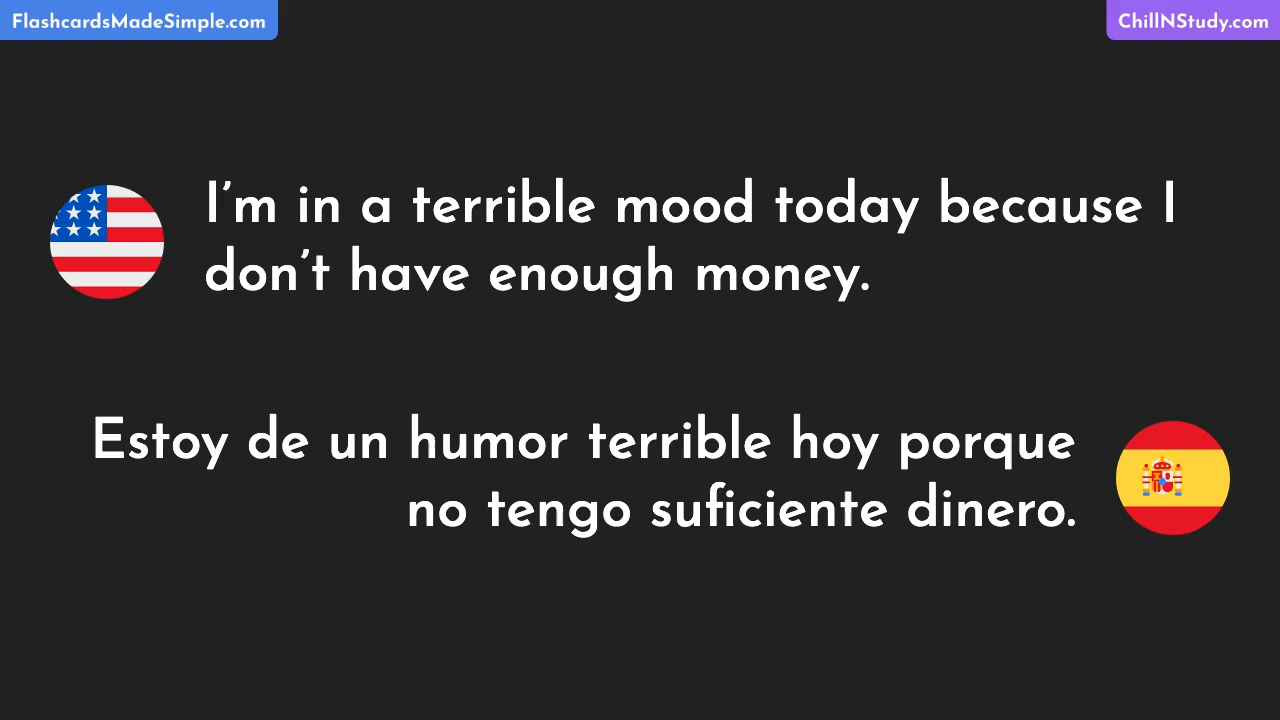 FlashcardsMadeSimple.com
ChillNStudy.com
I’m in a terrible mood today because I
don’t have enough money.
Estoy de un humor terrible hoy porque
no tengo suficiente dinero.